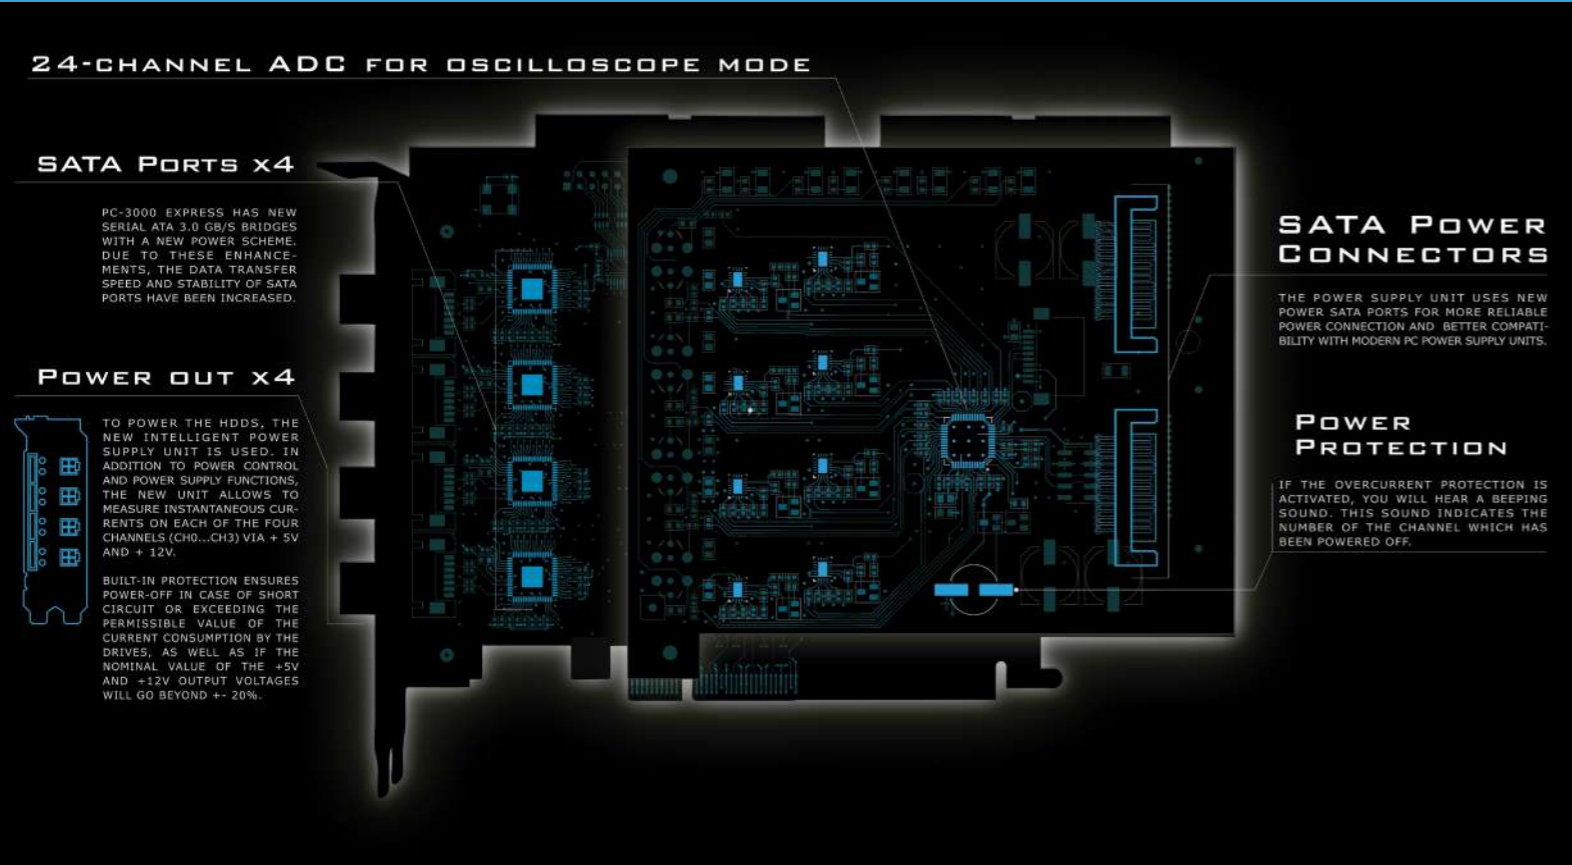 24-CHANNEL ADC FOR OSCILLOSCOPE MODE
SATA PORTS X4
PC-3000 EXPRESS HAS NEW
SERIAL ATA 3.0 GB/S BRIDGES
WITH A NEW POWER SCHEME.
DUE TO THESE ENHANCE-
MENTS, THE DATA TRANSFER
SPEED AND STABILITY OF SATA
PORTS HAVE BEEN INCREASED.
POWER OUT X4
TO POWER THE HDDS, THE
NEW INTELLIGENT POWER
SUPPLY UNIT IS USED. IN
ADDITION TO POWER CONTROL
AND POWER SUPPLY FUNCTIONS,
THE NEW UNIT ALLOWS TO
MEASURE INSTANTANEOUS CUR-
RENTS ON EACH OF THE FOUR
CHANNELS (CH0...CH3) VIA + 5V
AND + 12V.
BUILT-IN PROTECTION ENSURES
POWER-OFF IN CASE OF SHORT
CIRCUIT OR EXCEEDING THE
PERMISSIBLE VALUE OF THE
CURRENT CONSUMPTION BY THE
DRIVES, AS WELL AS IF THE
NOMINAL VALUE OF THE +5V
AND +12V OUTPUT VOLTAGES
WILL GO BEYOND +- 20%.
SATA POWER
CONNECTORS
THE POWER SUPPLY UNIT USES NEW
POWER SATA PORTS FOR MORE RELIABLE
POWER CONNECTION AND BETTER COMPATI-
BILITY WITH MODERN PC POWER SUPPLY UNITS.
POWER
PROTECTION
IF THE OVERCURRENT PROTECTION IS
ACTIVATED, YOU WILL HEAR A BEEPING
SOUND. THIS SOUND INDICATES THE
NUMBER OF THE CHANNEL WHICH HAS
BEEN POWERED OFF.